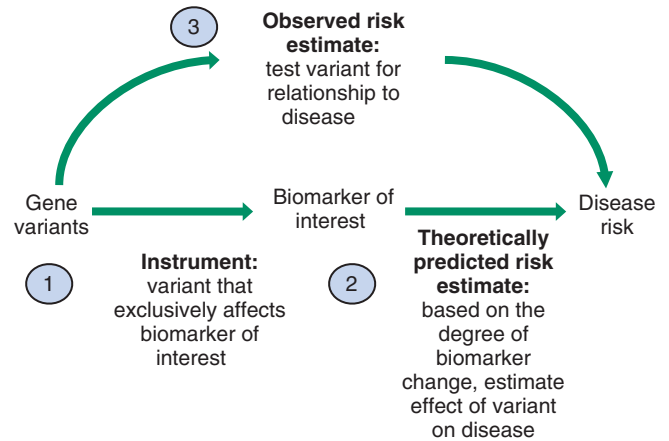 3
Observed risk
estimate:
test variant for
relationship to
disease
Gene
variants
Biomarker of
interest
Disease
risk
1
Instrument:
variant that
exclusively affects
biomarker of
interest
2
Theoretically
predicted risk
estimate:
based on the
degree of
biomarker
change, estimate
effect of variant
on disease